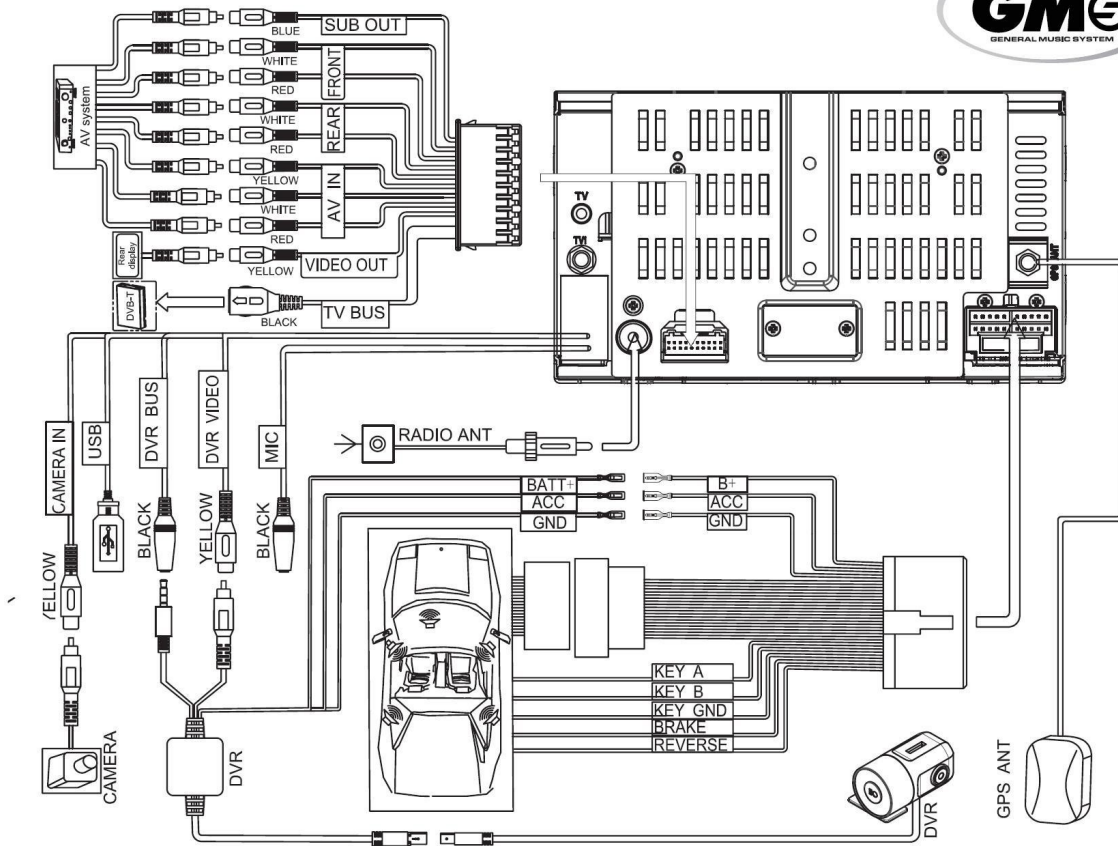 GMS
GENERAL MUSIC SYSTEM
AV system
BLUE
SUB OUT
WHITE
FRONT
RED
WHITE
REAR
RED
YELLOW
AV IN
WHITE
RED
Rear
display
YELLOW
VIDEO OUT
DVB-T
BLACK
TV BUS
TV
TV1
GPS ANT
CAMERA IN
USB
DVR BUS
DVR VIDEO
MIC
RADIO ANT
YELLOW
BLACK
YELLOW
BLACK
BATT+
ACC
GND
B+
ACC
GND
KEY A
KEY B
KEY GND
BRAKE
REVERSE
CAMERA
DVR
DVR
GPS ANT